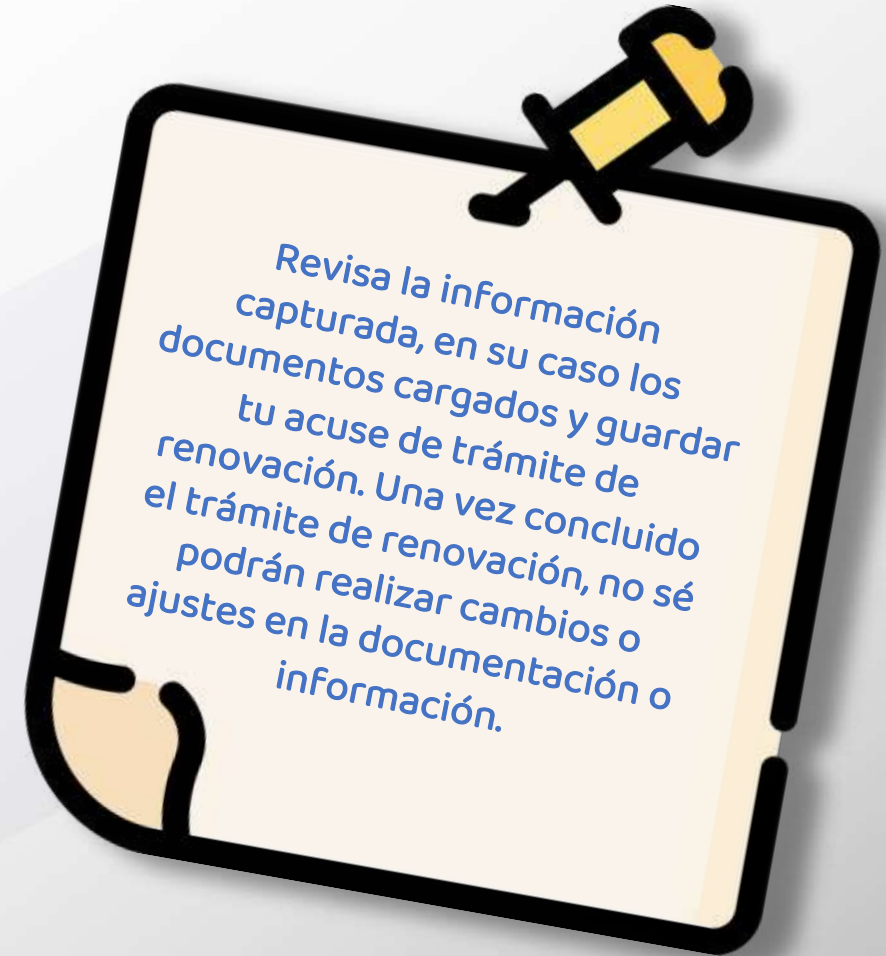 Revisa la información
capturada, en su caso los
documentos cargados y guardar
tu acuse de trámite de
renovación. Una vez concluido
el trámite de renovación, no sé
podrán realizar cambios o
ajustes en la documentación o
información.